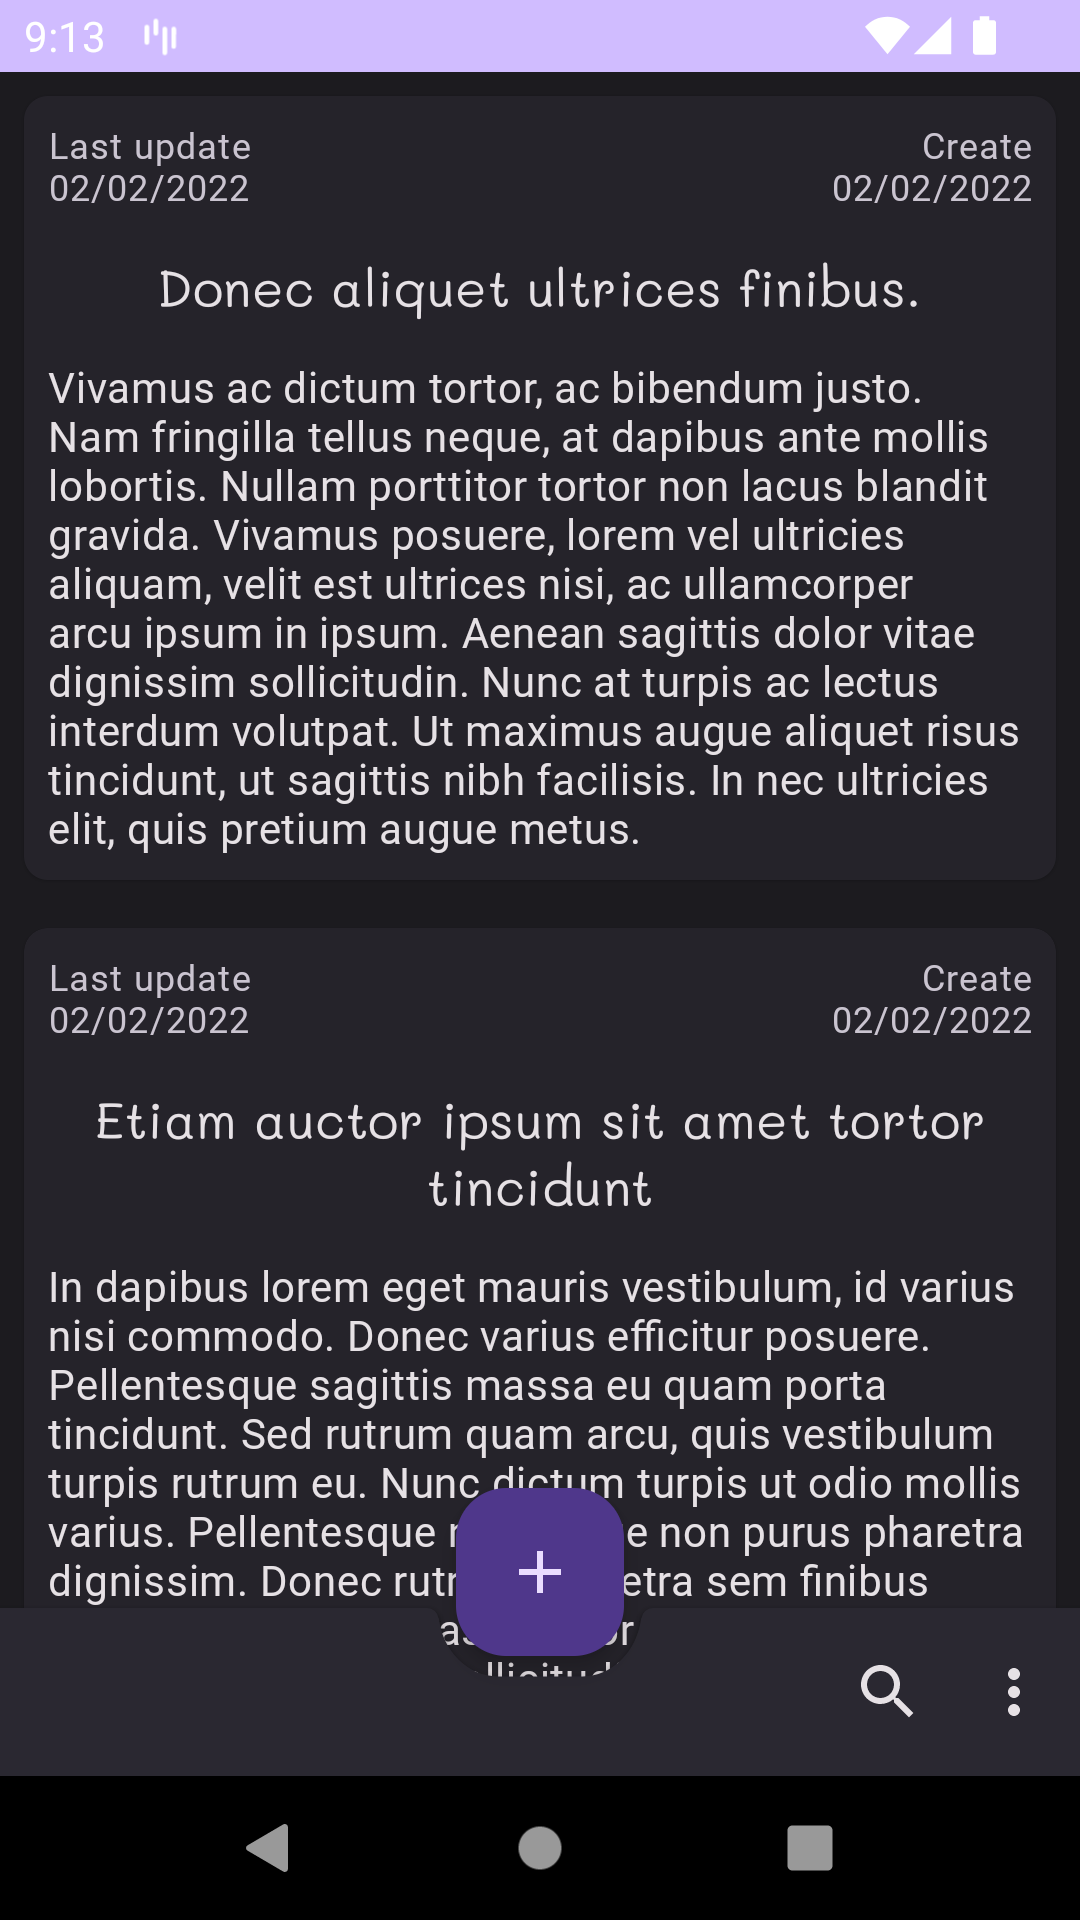 9:13
Last update
Create
02/02/2022
02/02/2022
Donec aliquet ultrices finibus.
Vivamus ac dictum tortor, ac bibendum justo.
Nam fringilla tellus neque, at dapibus ante mollis
lobortis. Nullam porttitor tortor non lacus blandit
gravida. Vivamus posuere, lorem vel ultricies
aliquam, velit est ultrices nisi, ac ullamcorper
arcu ipsum in ipsum. Aenean sagittis dolor vitae
dignissim sollicitudin. Nunc at turpis ac lectus
interdum volutpat. Ut maximus augue aliquet risus
tincidunt, ut sagittis nibh facilisis. In nec ultricies
elit, quis pretium augue metus.
Last update
Create
02/02/2022
02/02/2022
Etiam auctor ipsum sit amet tortor
tincidunt
In dapibus lorem eget mauris vestibulum, id varius
nisi commodo. Donec varius efficitur posuere.
Pellentesque sagittis massa eu quam porta
tincidunt. Sed rutrum quam arcu, quis vestibulum
turpis rutrum eu. Nunc dictum turpis ut odio mollis
varius. Pellentesque non purus pharetra
dignissim. Donec sem finibus